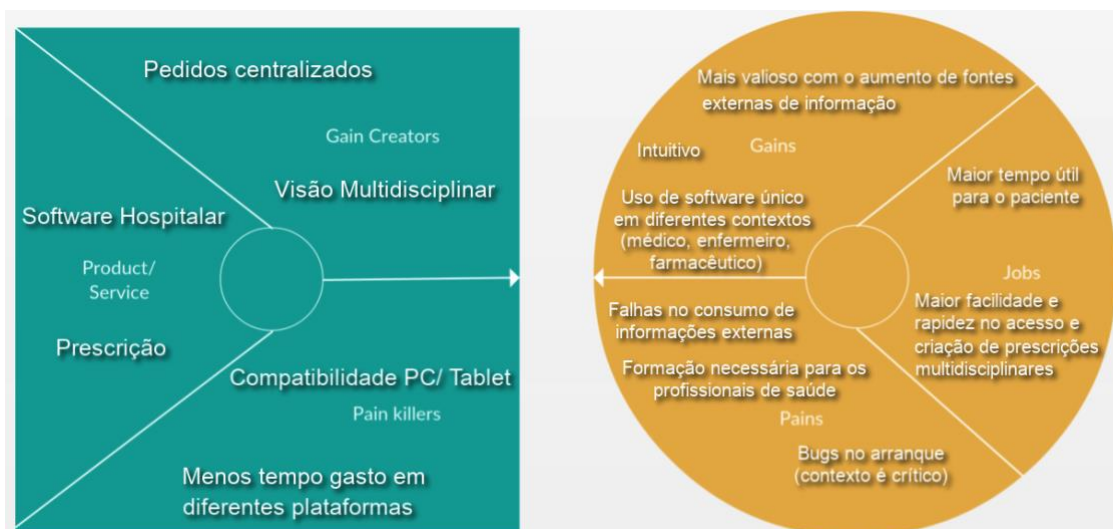 Pedidos centralizados
Gain Creators
Visão Multidisciplinar
Software Hospitalar
Product/
Service
Prescrição
Compatibilidade PC/ Tablet
Pain killers
Menos tempo gasto em
diferentes plataformas
Mais valioso com o aumento de fontes
externas de informação
Intuitivo
Gains
Uso de software único
em diferentes contextos
(médico, enfermeiro,
farmacêutico)
Maior tempo útil
para o paciente
Jobs
Maior facilidade e
rapidez no acesso e
criação de prescrições
multidisciplinares
Falhas no consumo de
informações externas
Formação necessária para os
profissionais de saúde
Pains
Bugs no arranque
(contexto é crítico)